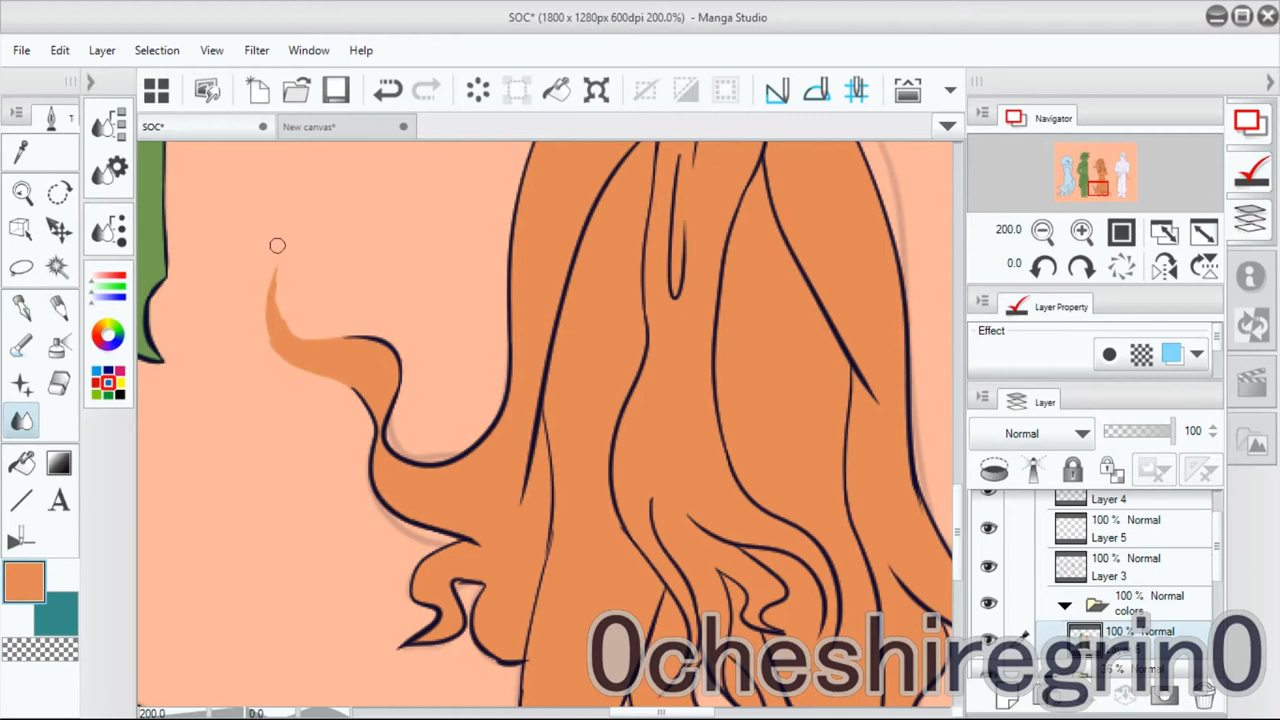 SOC* (1800 x 1280px 600dpi 200.0%) - Manga Studio
File Edit Layer Selection View Filter Window Help
T
SOC* New canvas*
Navigator
200.0
0.0
Layer Property
Effect
Layer
Normal 100
Layer 4
100 % Normal
Layer 5
100 % Normal
Layer 3
100 % Normal
colors
100 % Normal
Normal
200.0 0.0
0cheshiregrin0